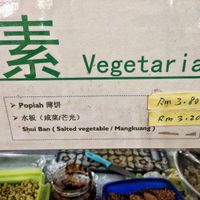 素 Vegetaria
Popiah 薄饼 Rm 3.80
水板（咸菜/芒光） Rm 3.20
Shui Ban ( Salted vegetable / Mangkuang )